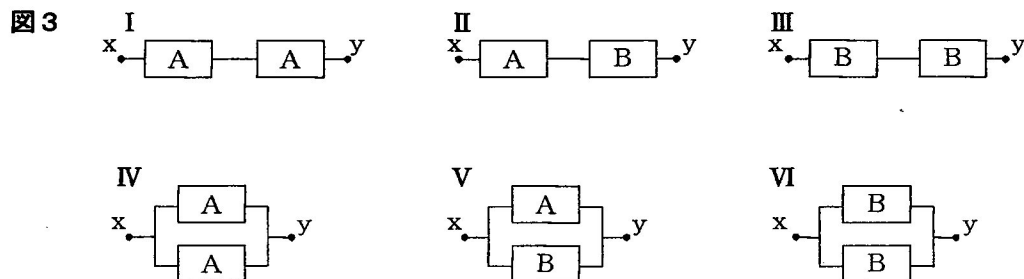 図3 Ⅰ Ⅱ Ⅲ
x A A y x A B y x B B y
Ⅳ Ⅴ Ⅵ
A A B
x y x y x y
A B B